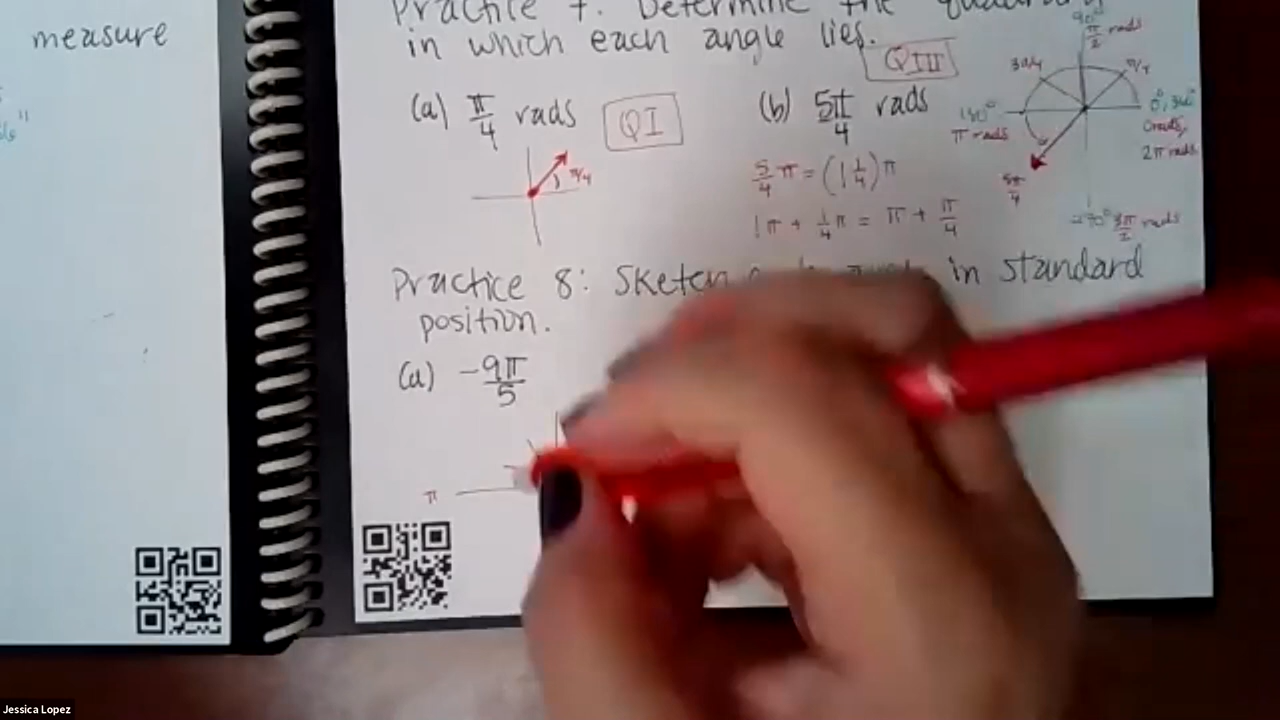 measure
Practice 7: Determine the
in which each angle lies.
QIII
(a) π/4 rads
QI
(b) 5π/4 rads
π/4
5/4 π = (1 1/4)π
1π + 1/4 π = π + π/4
90°
π/2 rads
3π/4
π/4
180°
π rads
0°, 360°
0 rads,
2π rads
5π/4
270° 3π/2 rads
Practice 8: Sketch in standard
position.
(a) -9π/5
π
Jessica Lopez